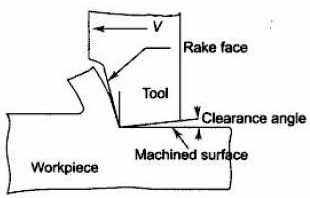 V
Rake face
Tool
Clearance angle
Machined surface
Workpiece